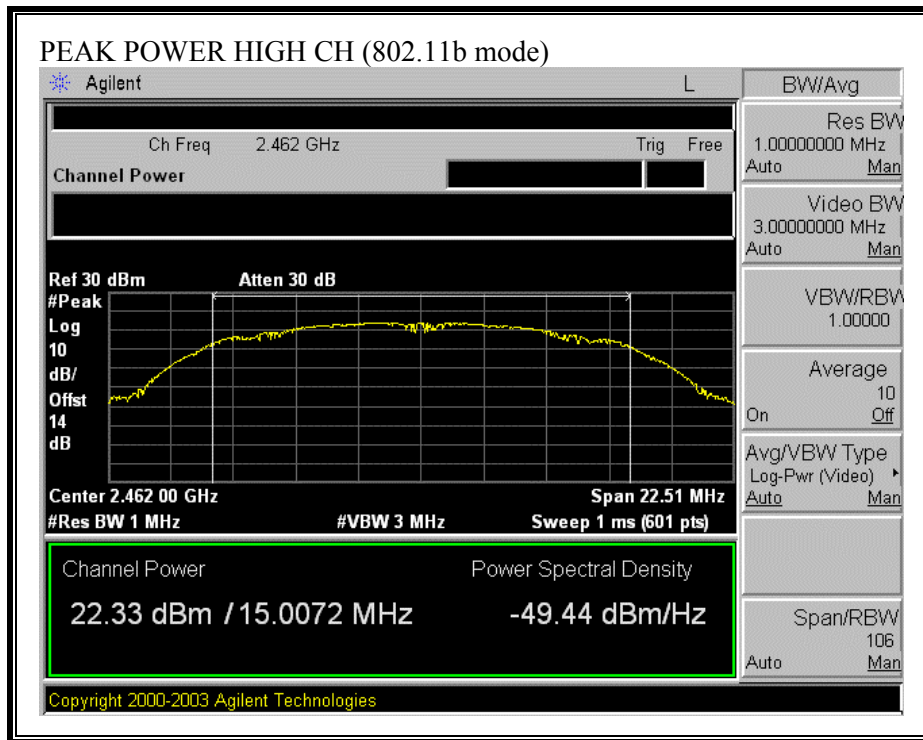 PEAK POWER HIGH CH (802.11b mode)
Agilent L
Ch Freq 2.462 GHz Trig Free
Channel Power
Ref 30 dBm Atten 30 dB
#Peak
Log
10
dB/
Offst
14
dB
Center 2.462 00 GHz Span 22.51 MHz
#Res BW 1 MHz #VBW 3 MHz Sweep 1 ms (601 pts)
Channel Power Power Spectral Density
22.33 dBm / 15.0072 MHz -49.44 dBm/Hz
Copyright 2000-2003 Agilent Technologies
BW/Avg
Res BW
1.00000000 MHz
Auto Man
Video BW
3.00000000 MHz
Auto Man
VBW/RBW
1.00000
Average
10
On Off
Avg/VBW Type
Log-Pwr (Video)
Auto Man
Span/RBW
106
Auto Man